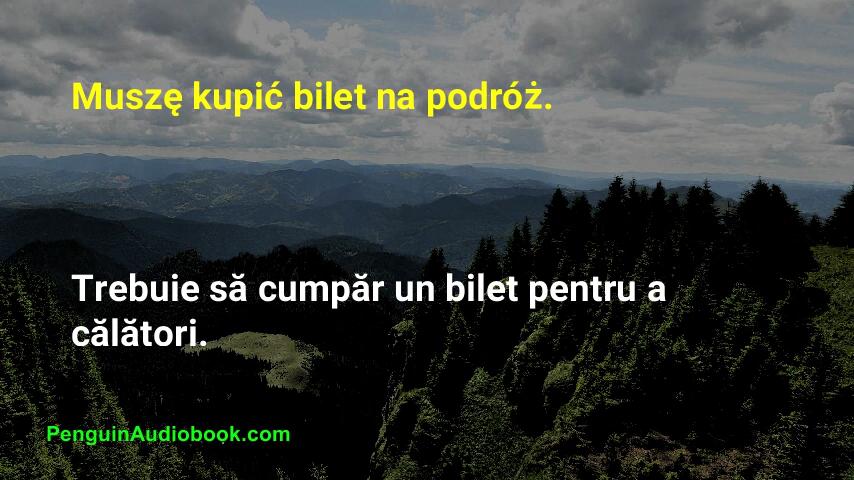 Muszę kupić bilet na podróż.
Trebuie să cumpăr un bilet pentru a
călători.
PenguinAudiobook.com